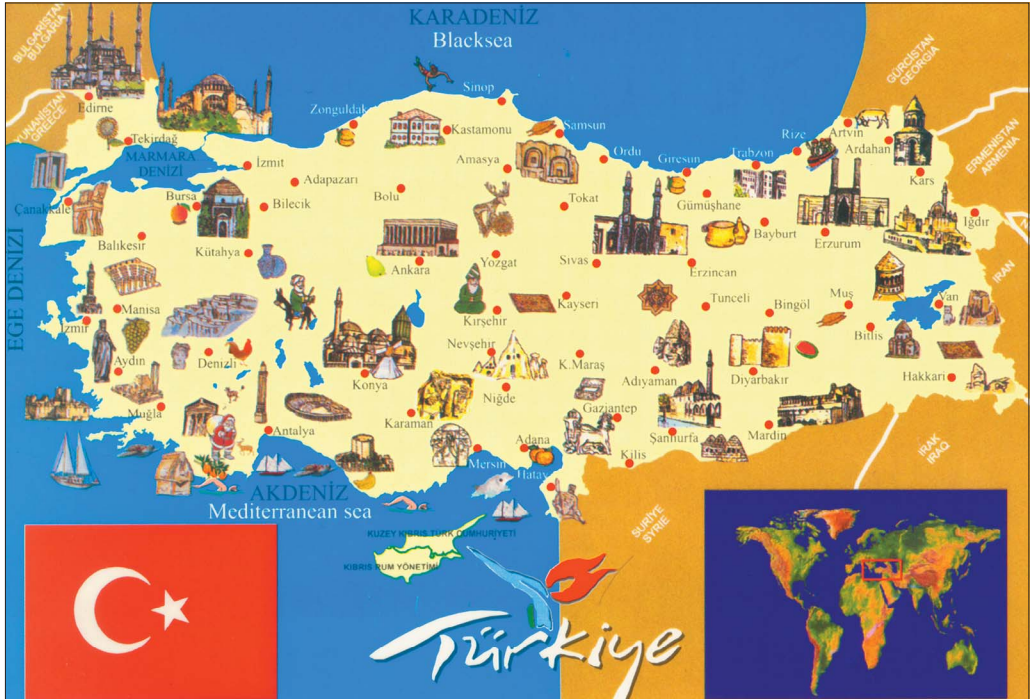 KARADENİZ
Blacksea
BULGARİSTAN
BULGARIA
GÜRCİSTAN
GEORGIA
YUNANİSTAN
GREECE
ERMENİSTAN
ARMENIA
Edirne
Tekirdağ
MARMARA
DENİZİ
Zonguldak
Sinop
Kastamonu
Samsun
Amasya
Ordu
Giresun
Trabzon
Rize
Artvin
Ardahan
Kars
İzmıt
Adapazarı
Bolu
Çanakkale
Bursa
Bilecik
Tokat
Gümüşhane
Bayburt
Erzurum
Iğdır
Balıkesir
Kütahya
Ankara
Yozgat
Sıvas
Erzincan
İRAN
EGE DENİZİ
Manisa
İzmir
Kırşehir
Kayseri
Tunceli
Bingöl
Muş
Van
Bitlis
Aydın
Denizli
Konya
Nevşehir
Niğde
K.Maraş
Adıyaman
Dıyarbakır
Hakkari
Muğla
Antalya
Karaman
Gaziantep
Şanlıurfa
Mardin
Mersin
Adana
Hatay
Kilis
IRAK
IRAQ
AKDENİZ
Mediterranean sea
SURİYE
SYRIE
KUZEY KIBRIS TÜRK CUMHURİYETİ
KIBRIS RUM YÖNETİMİ
Türkiye